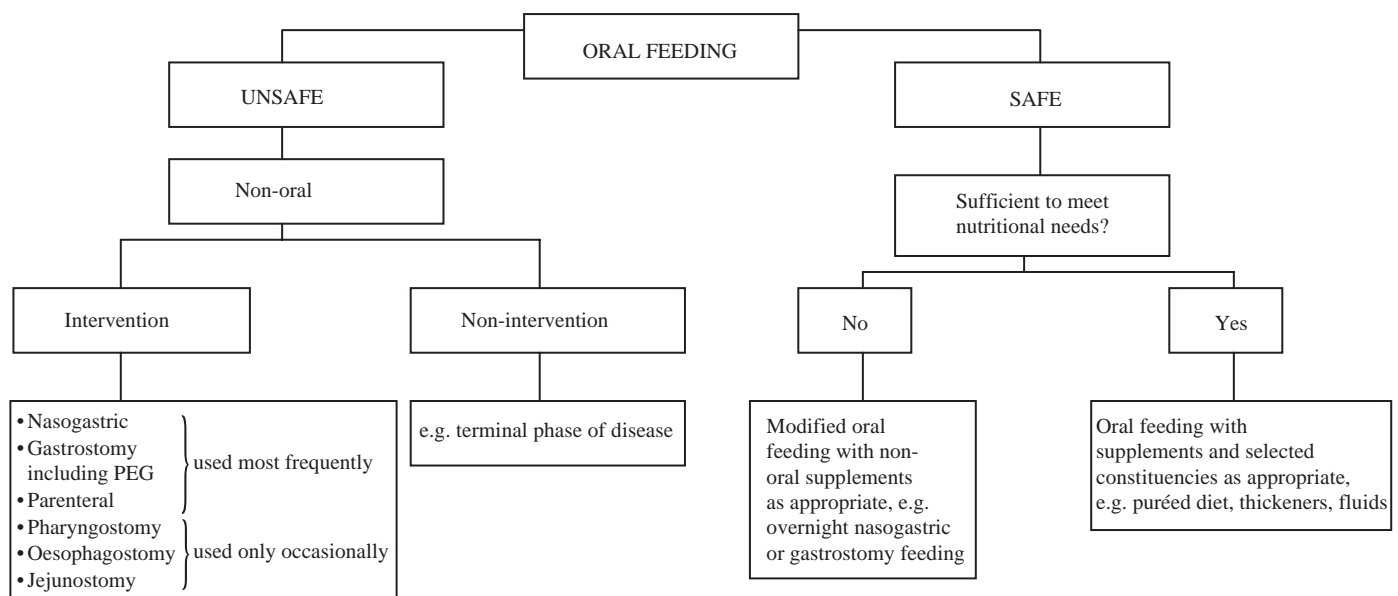 ORAL FEEDING
UNSAFE
SAFE
Non-oral
Sufficient to meet
nutritional needs?
Intervention
Non-intervention
No
Yes
• Nasogastric
• Gastrostomy
including PEG
• Parenteral
used most frequently
• Pharyngostomy
• Oesophagostomy
• Jejunostomy
used only occasionally
e.g. terminal phase of disease
Modified oral
feeding with non-
oral supplements
as appropriate, e.g.
overnight nasogastric
or gastrostomy feeding
Oral feeding with
supplements and selected
constituencies as appropriate,
e.g. puréed diet, thickeners, fluids